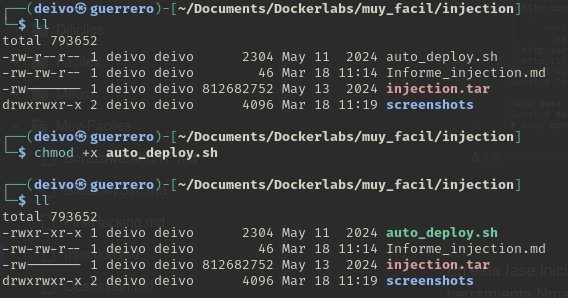 ┌──(deivo㉿guerrero)-[~/Documents/Dockerlabs/muy_facil/injection]
└─$ ll
total 793652
-rw-r--r-- 1 deivo deivo      2304 May 11  2024 auto_deploy.sh
-rw-rw-r-- 1 deivo deivo        46 Mar 18 11:14 Informe_injection.md
-rw------- 1 deivo deivo 812682752 May 13  2024 injection.tar
drwxrwxr-x 2 deivo deivo      4096 Mar 18 11:19 screenshots
┌──(deivo㉿guerrero)-[~/Documents/Dockerlabs/muy_facil/injection]
└─$ chmod +x auto_deploy.sh
┌──(deivo㉿guerrero)-[~/Documents/Dockerlabs/muy_facil/injection]
└─$ ll
total 793652
-rwxr-xr-x 1 deivo deivo      2304 May 11  2024 auto_deploy.sh
-rw-rw-r-- 1 deivo deivo        46 Mar 18 11:14 Informe_injection.md
-rw------- 1 deivo deivo 812682752 May 13  2024 injection.tar
drwxrwxr-x 2 deivo deivo      4096 Mar 18 11:19 screenshots